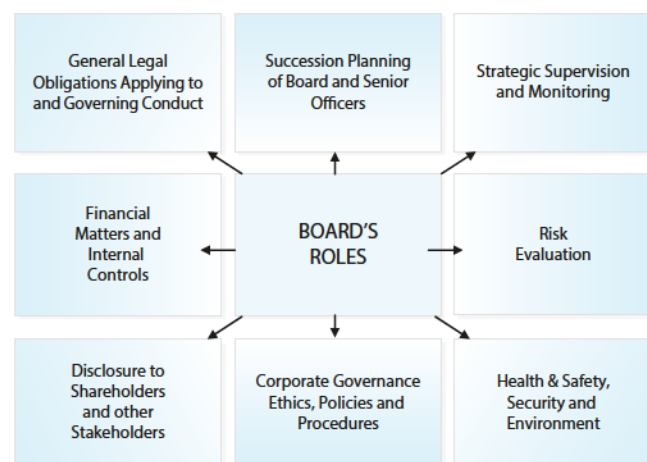 General Legal
Obligations Applying to
and Governing Conduct
Succession Planning
of Board and Senior
Officers
Strategic Supervision
and Monitoring
Financial
Matters and
Internal
Controls
BOARD'S
ROLES
Risk
Evaluation
Disclosure to
Shareholders
and other
Stakeholders
Corporate Governance
Ethics, Policies and
Procedures
Health & Safety,
Security and
Environment